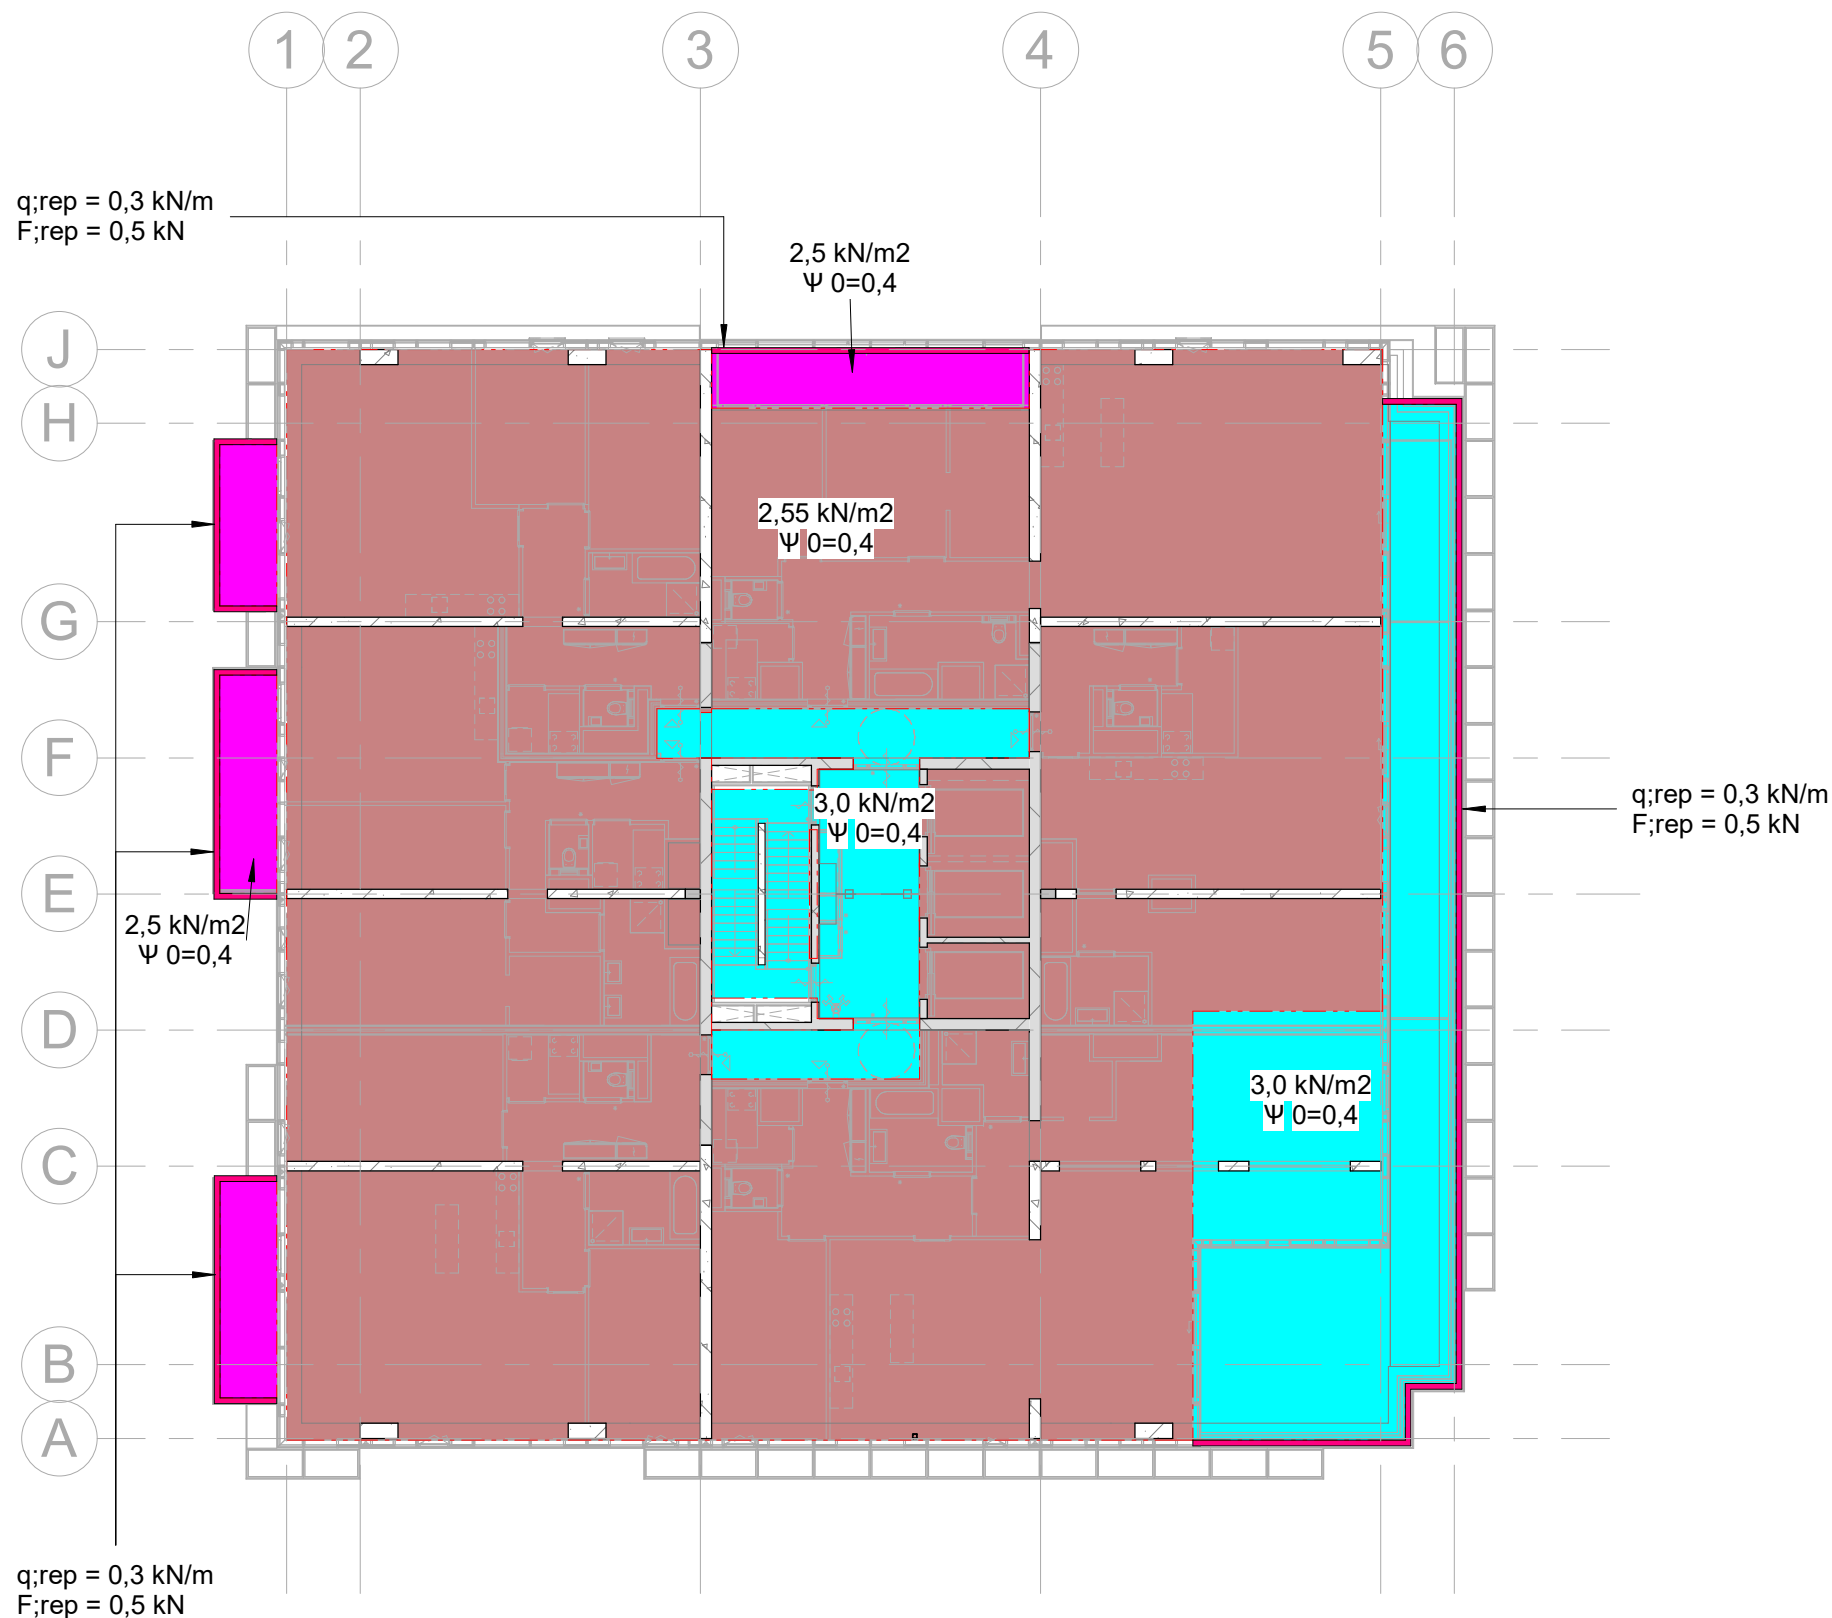 1 2 3 4 5 6
q;rep = 0,3 kN/m
F;rep = 0,5 kN
2,5 kN/m2
Ψ 0=0,4
J
H
2,55 kN/m2
Ψ 0=0,4
G
F
3,0 kN/m2
Ψ 0=0,4
q;rep = 0,3 kN/m
F;rep = 0,5 kN
E
2,5 kN/m2
Ψ 0=0,4
D
3,0 kN/m2
Ψ 0=0,4
C
B
A
q;rep = 0,3 kN/m
F;rep = 0,5 kN